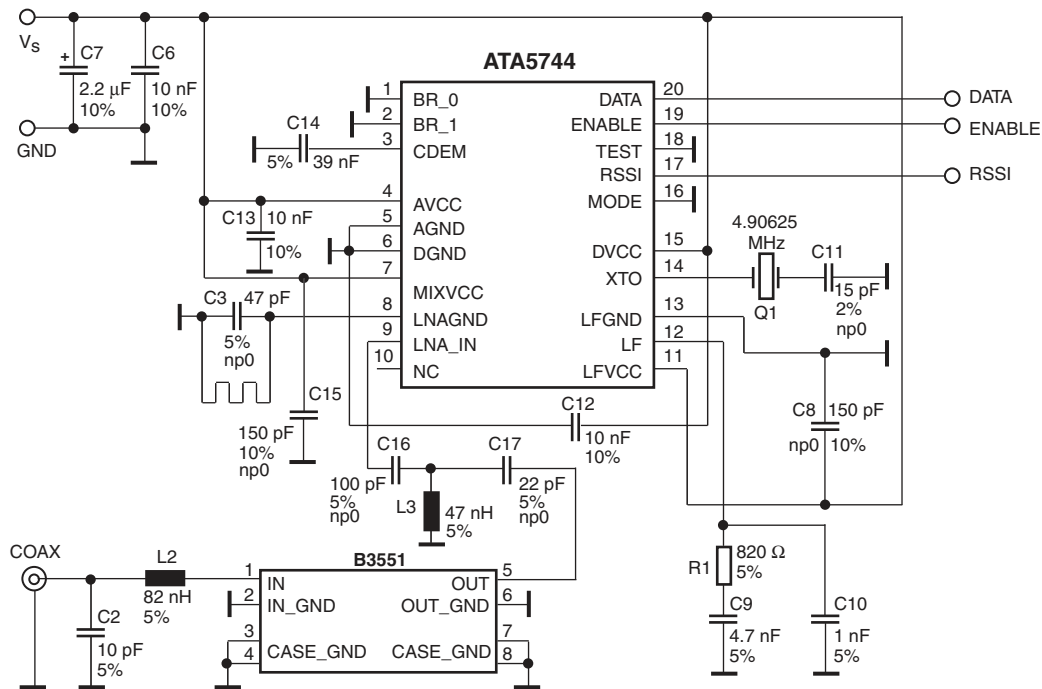 V_S
C7
+
2.2 µF
10%
C6
10 nF
10%
GND
ATA5744
1
BR_0
2
BR_1
3
CDEM
4
AVCC
5
AGND
6
DGND
7
MIXVCC
8
LNAGND
9
LNA_IN
10
NC
20
DATA
19
ENABLE
18
TEST
17
RSSI
16
MODE
15
DVCC
14
XTO
13
LFGND
12
LF
11
LFVCC
DATA
ENABLE
RSSI
C14
5%
39 nF
C13
10 nF
10%
C3
47 pF
5%
np0
C15
150 pF
10%
np0
4.90625
MHz
Q1
C11
15 pF
2%
np0
C12
10 nF
10%
C8
150 pF
np0
10%
C16
100 pF
5%
np0
C17
22 pF
5%
np0
L3
47 nH
5%
COAX
L2
82 nH
5%
C2
10 pF
5%
B3551
1
IN
2
IN_GND
3
4
CASE_GND
5
OUT
6
OUT_GND
7
8
CASE_GND
R1
820 Ω
5%
C9
4.7 nF
5%
C10
1 nF
5%